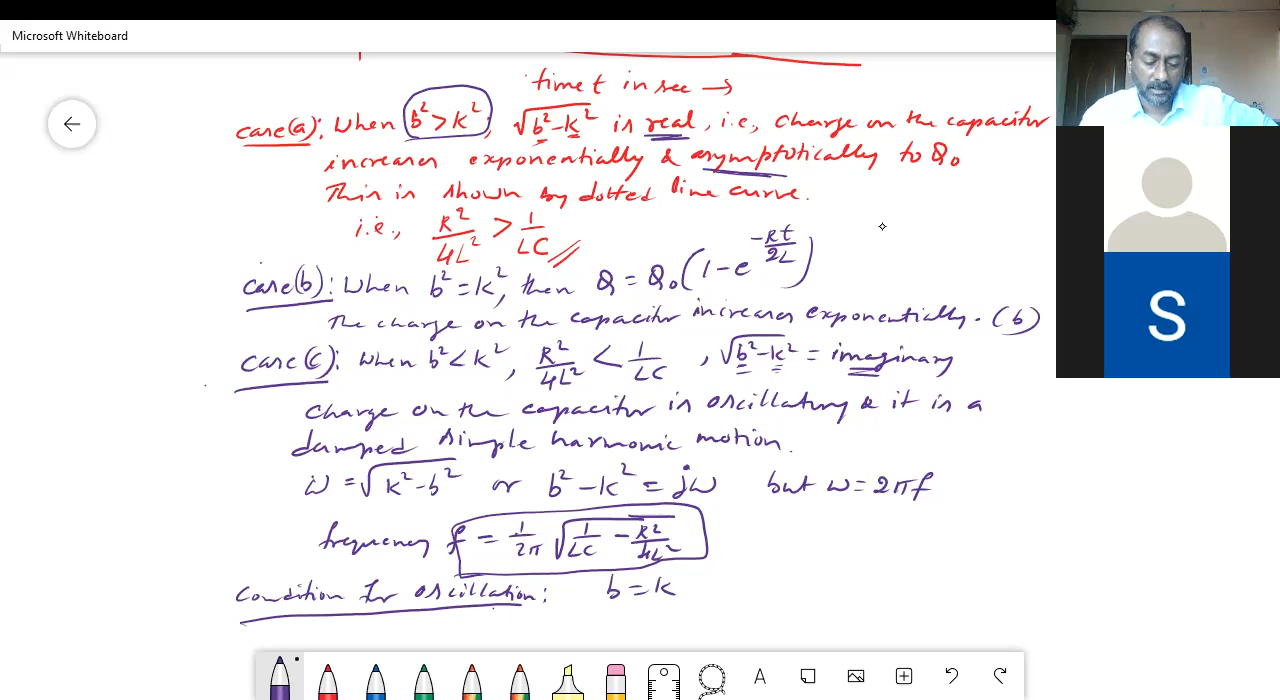 Microsoft Whiteboard
time t in sec →
case(a): When b² > k², √b²-k² is real, i.e., charge on the capacitor
increases exponentially & asymptotically to Q₀
This is shown by dotted line curve.
i.e., R²/4L² > 1/LC //
case(b): When b² = k², then Q = Q₀(1 - e^(-Rt/2L))
The charge on the capacitor increases exponentially. (b)
case(c): When b² < k², R²/4L² < 1/LC, √b²-k² = imaginary
charge on the capacitor is oscillatory & it is a
damped simple harmonic motion.
ω = √k²-b² or b²-k² = jω but ω = 2πf
frequency f = 1/2π √1/LC - R²/4L²
Condition for oscillation: b = k
S
A